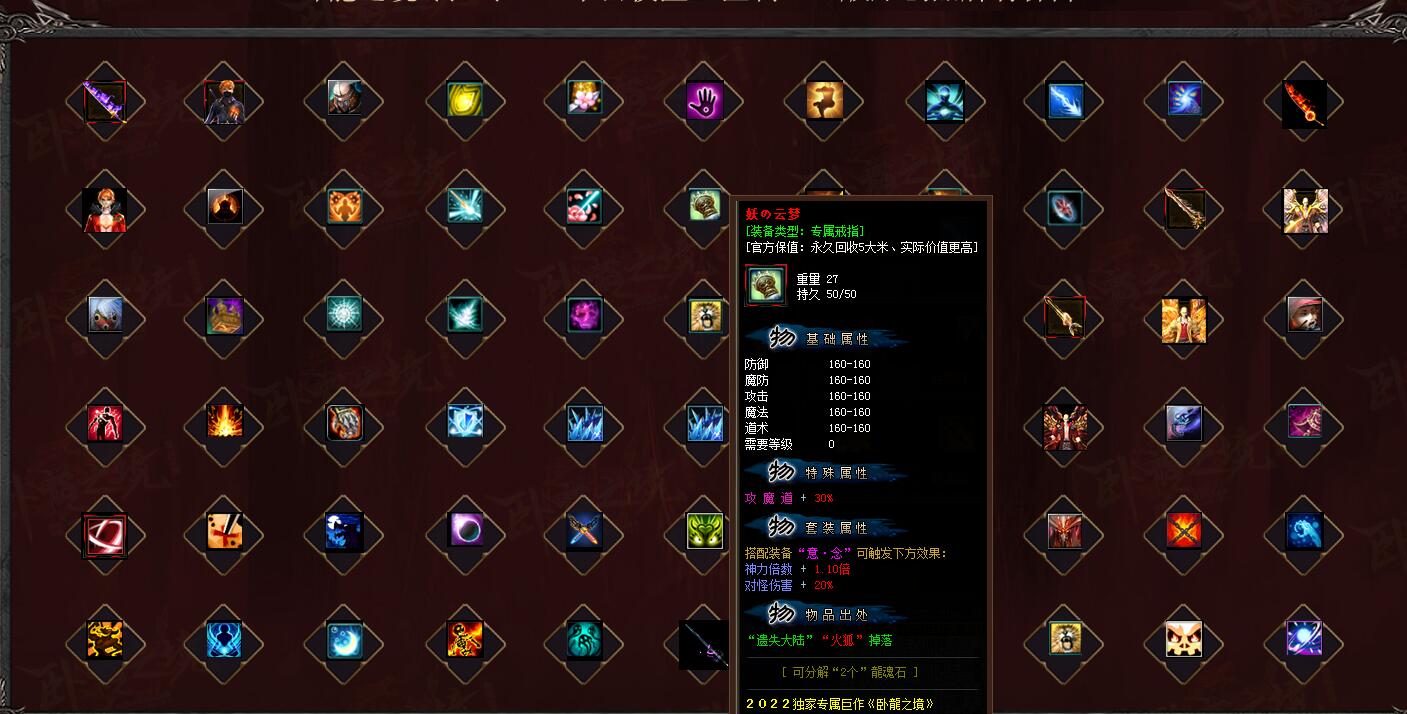 妖の云梦
[装备类型: 专属戒指]
[官方保值: 永久回收5大米、实际价值更高]
重量 27
持久 50/50
物 基础属性
防御 160-160
魔防 160-160
攻击 160-160
魔法 160-160
道术 160-160
需要等级 0
物 特殊属性
攻 魔 道 + 30%
物 套装属性
搭配装备“意·念”可触发下方效果:
神力倍数 + 1.10倍
对怪伤害 + 20%
物 物品出处
“遗失大陆”“火狐”掉落
[ 可分解“2个”龍魂石 ]
2022独家专属巨作《卧龍之境》